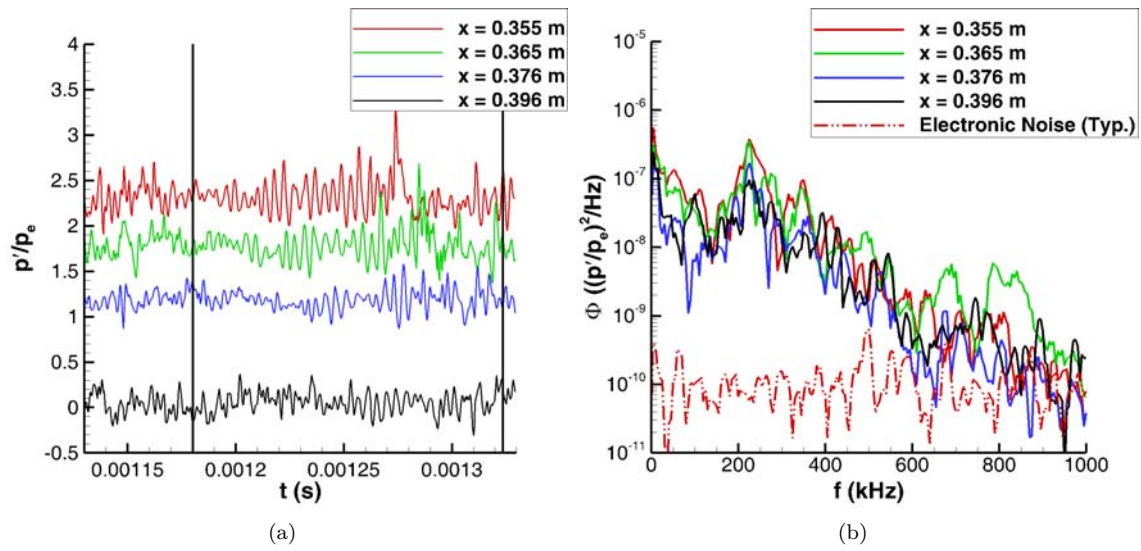 x = 0.355 m
x = 0.365 m
x = 0.376 m
x = 0.396 m
4
3.5
3
2.5
2
1.5
1
0.5
0
-0.5
p'/pₑ
0.00115
0.0012
0.00125
0.0013
t (s)
(a)
x = 0.355 m
x = 0.365 m
x = 0.376 m
x = 0.396 m
Electronic Noise (Typ.)
10⁻⁵
10⁻⁶
10⁻⁷
10⁻⁸
10⁻⁹
10⁻¹⁰
10⁻¹¹
Φ ((p'/pₑ)²/Hz)
0
200
400
600
800
1000
f (kHz)
(b)